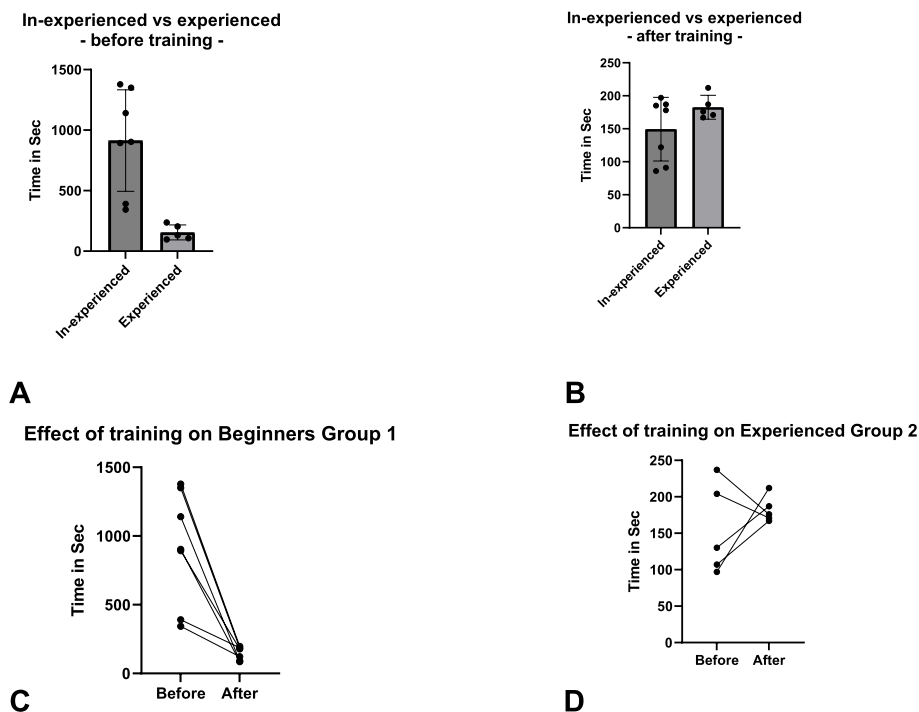 In-experienced vs experienced
- before training -
1500
1000
500
0
Time in Sec
In-experienced
Experienced
A
In-experienced vs experienced
- after training -
250
200
150
100
50
0
Time in Sec
In-experienced
Experienced
B
Effect of training on Beginners Group 1
1500
1000
500
0
Time in Sec
Before
After
C
Effect of training on Experienced Group 2
250
200
150
100
50
0
Time in Sec
Before
After
D